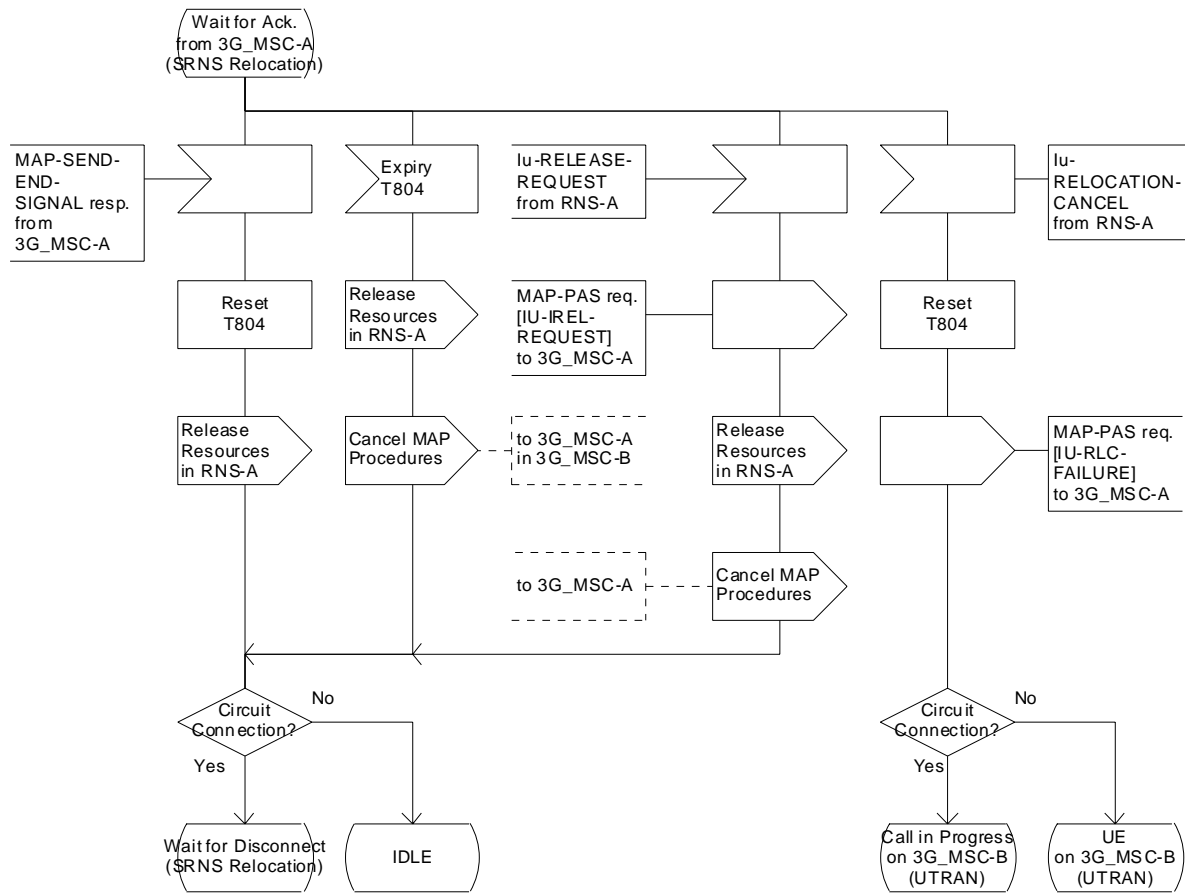 Wait for Ack.
from 3G_MSC-A
(SRNS Relocation)
MAP-SEND-
END-
SIGNAL resp.
from
3G_MSC-A
Expiry
T804
Iu-RELEASE-
REQUEST
from RNS-A
Iu-
RELOCATION-
CANCEL
from RNS-A
Reset
T804
Release
Resources
in RNS-A
MAP-PAS req.
[IU-IREL-
REQUEST]
to 3G_MSC-A
Reset
T804
Release
Resources
in RNS-A
Cancel MAP
Procedures
to 3G_MSC-A
in 3G_MSC-B
Release
Resources
in RNS-A
MAP-PAS req.
[IU-RLC-
FAILURE]
to 3G_MSC-A
to 3G_MSC-A
Cancel MAP
Procedures
Circuit
Connection?
No
Yes
Circuit
Connection?
No
Yes
Wait for Disconnect
(SRNS Relocation)
IDLE
Call in Progress
on 3G_MSC-B
(UTRAN)
UE
on 3G_MSC-B
(UTRAN)